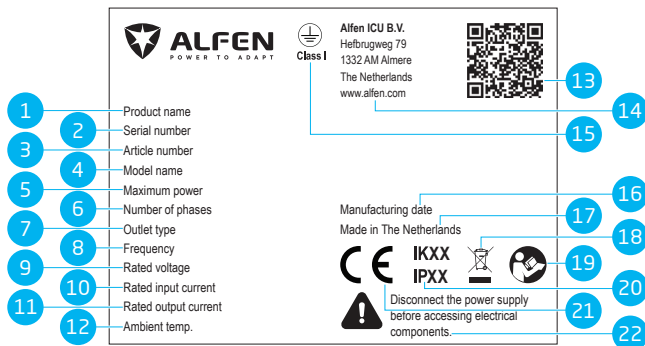 ALFEN
POWER TO ADAPT
Class I
Alfen ICU B.V.
Hefbrugweg 79
1332 AM Almere
The Netherlands
www.alfen.com
13
14
15
1 Product name
2 Serial number
3 Article number
4 Model name
5 Maximum power
6 Number of phases
7 Outlet type
8 Frequency
9 Rated voltage
10 Rated input current
11 Rated output current
12 Ambient temp.
Manufacturing date 16
Made in The Netherlands 17
CE
IKXX
IPXX
18
19
20
21
Disconnect the power supply
before accessing electrical
components. 22